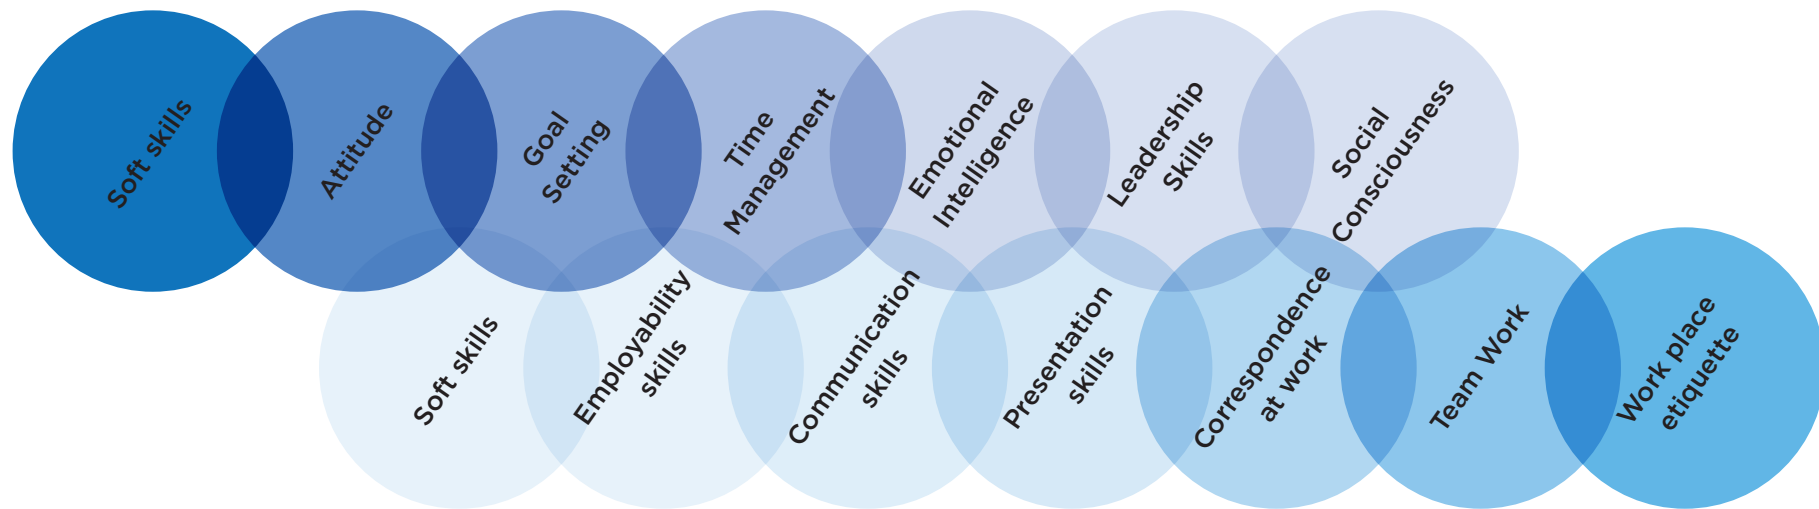 Soft skills
Attitude
Goal
Setting
Time
Management
Emotional
Intelligence
Leadership
Skills
Social
Consciousness
Soft skills
Employability
skills
Communication
skills
Presentation
skills
Correspondence
at work
Team Work
Work place
etiquette